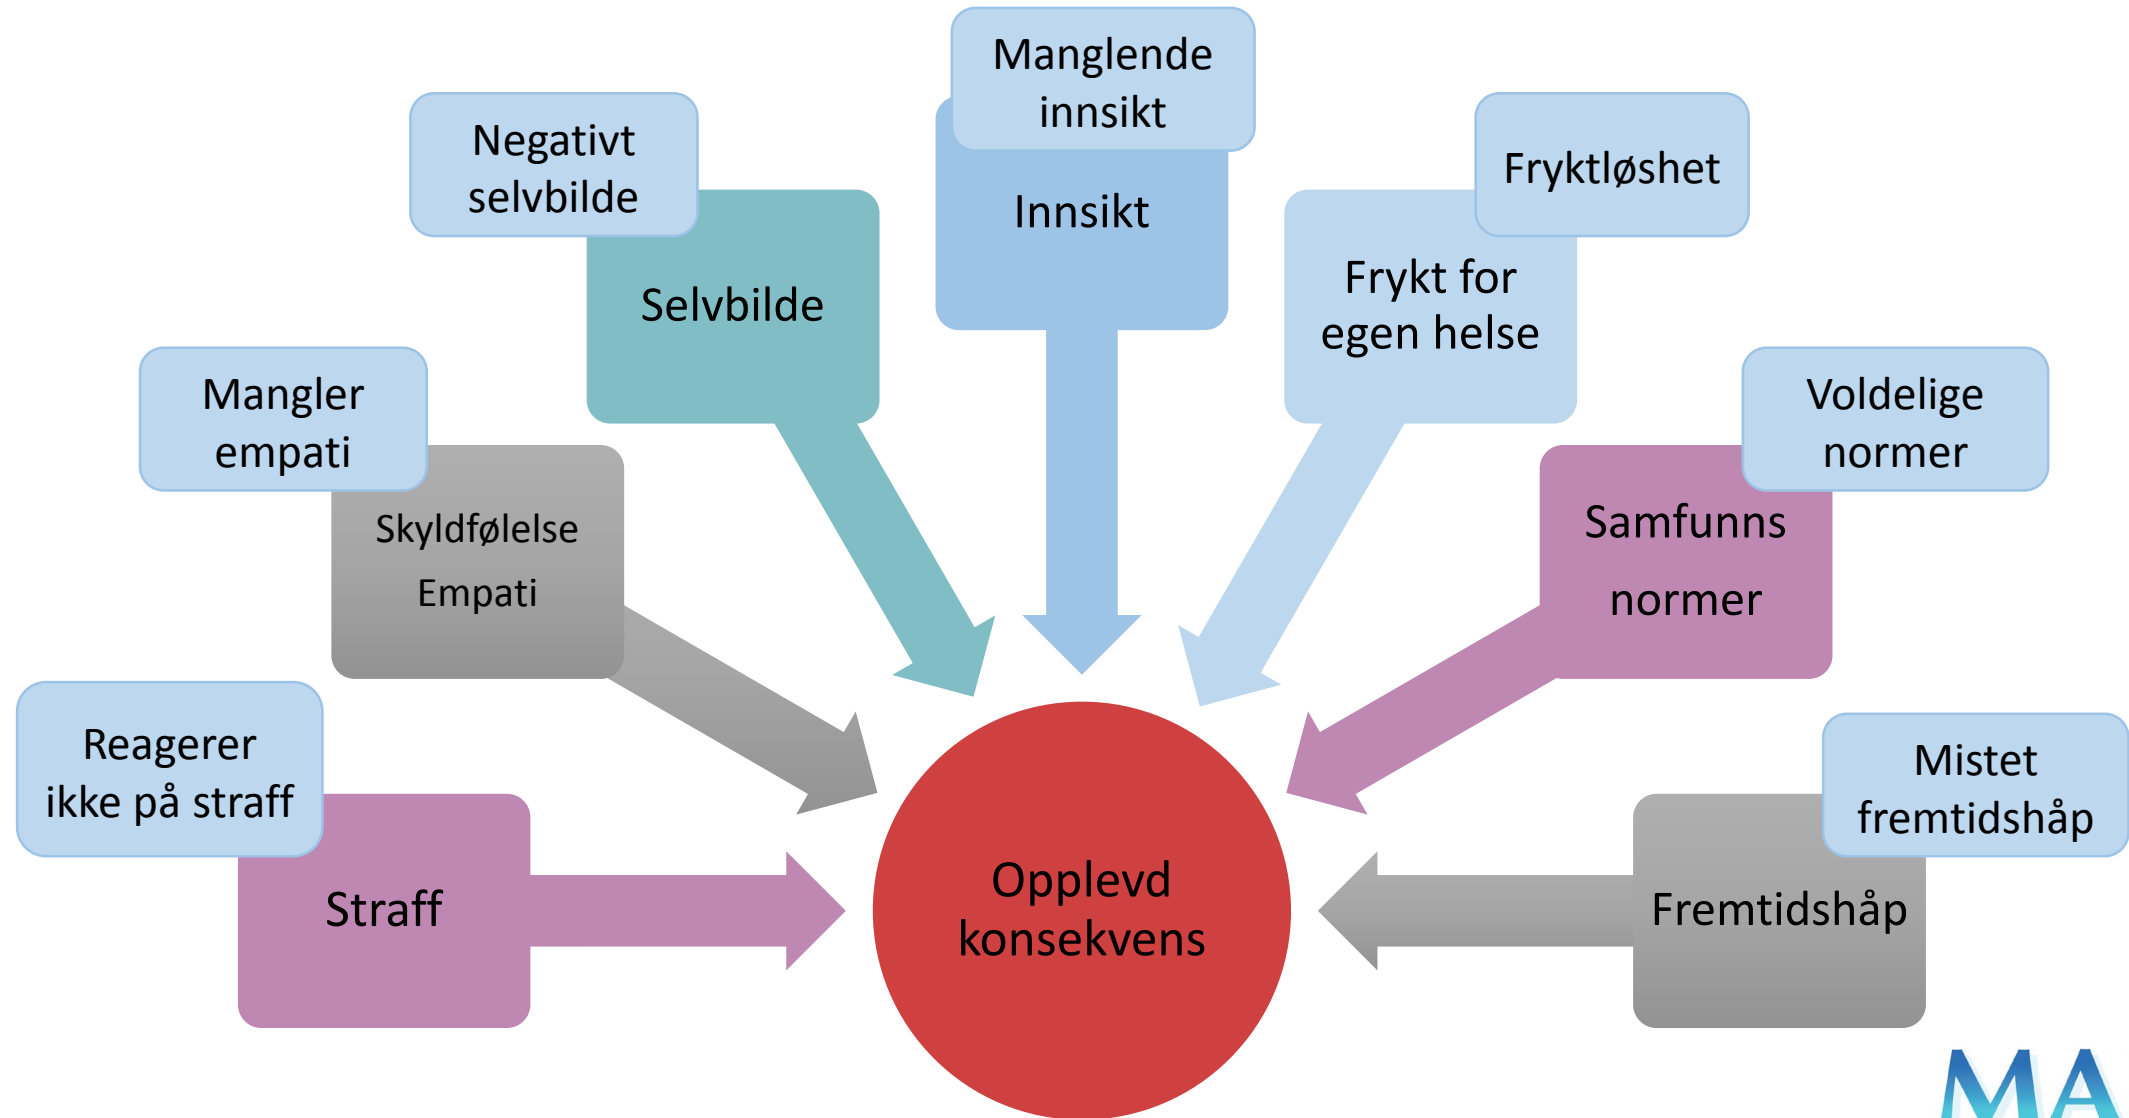 Manglende
innsikt
Innsikt
Negativt
selvbilde
Selvbilde
Fryktløshet
Frykt for
egen helse
Mangler
empati
Skyldfølelse
Empati
Voldelige
normer
Samfunns
normer
Reagerer
ikke på straff
Straff
Mistet
fremtidshåp
Fremtidshåp
Opplevd
konsekvens
MA